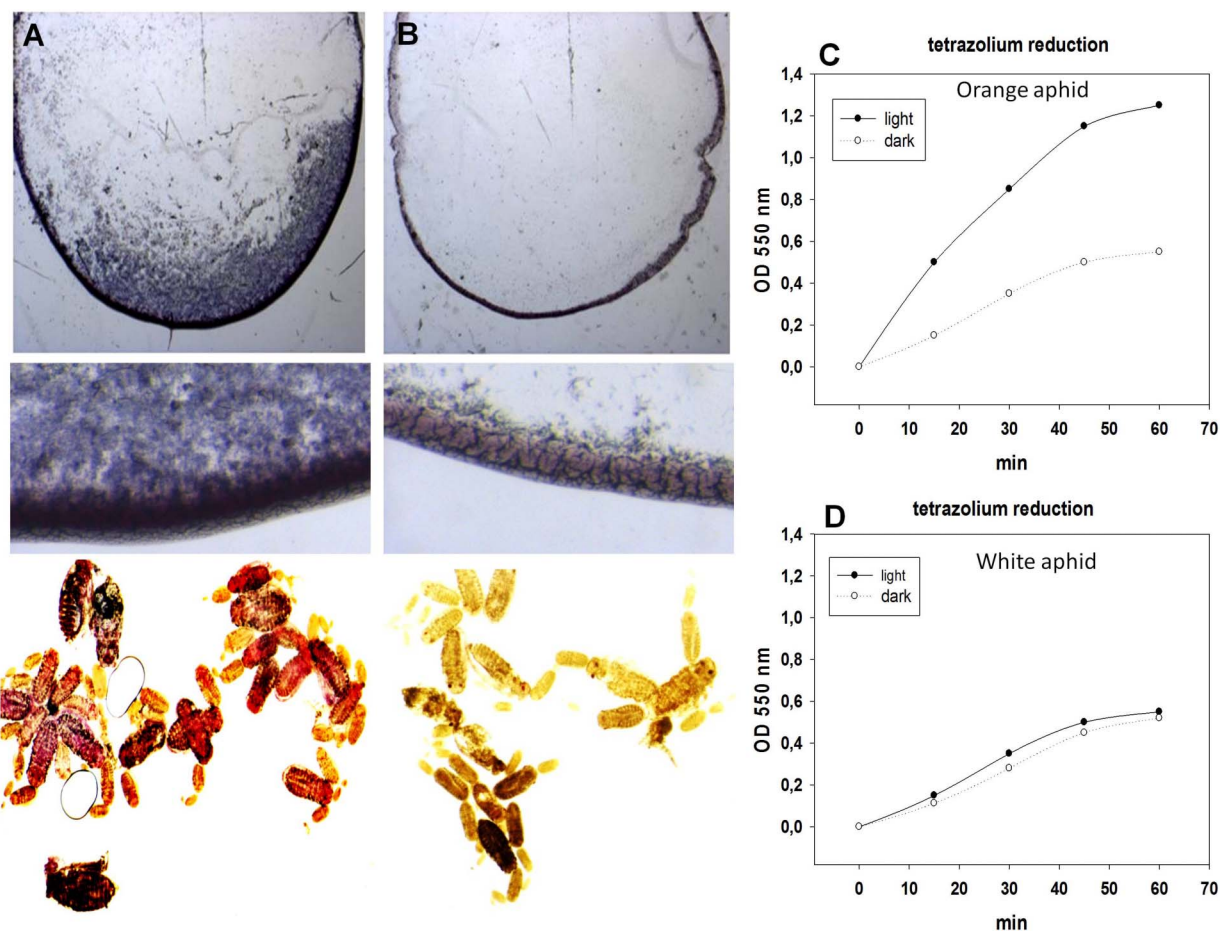 A
B
C
tetrazolium reduction
Orange aphid
light
dark
1,4
1,2
1,0
0,8
0,6
0,4
0,2
0,0
OD 550 nm
0 10 20 30 40 50 60 70
min
D
tetrazolium reduction
White aphid
light
dark
1,4
1,2
1,0
0,8
0,6
0,4
0,2
0,0
OD 550 nm
0 10 20 30 40 50 60 70
min